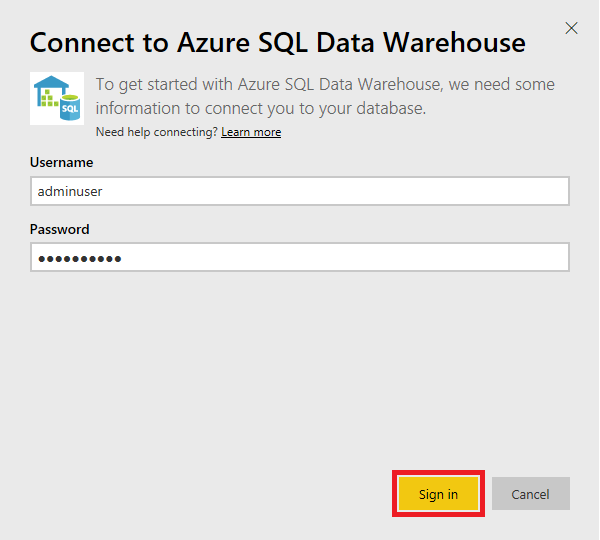 Connect to Azure SQL Data Warehouse
SQL
To get started with Azure SQL Data Warehouse, we need some
information to connect you to your database.
Need help connecting? Learn more
Username
adminuser
Password
●●●●●●●●●●
Sign in
Cancel